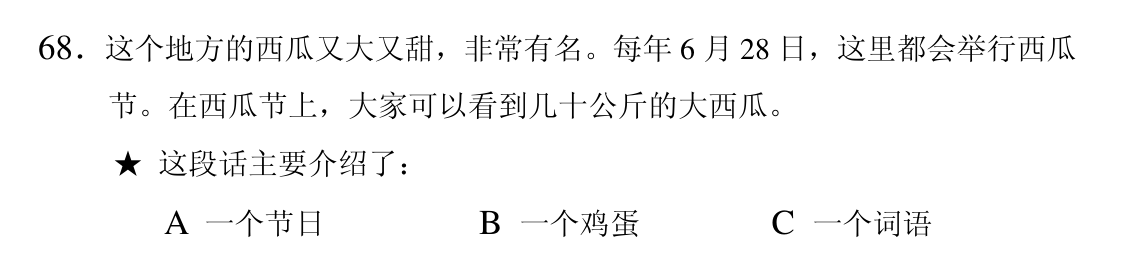 68．这个地方的西瓜又大又甜，非常有名。每年 6 月 28 日，这里都会举行西瓜
节。在西瓜节上，大家可以看到几十公斤的大西瓜。
★ 这段话主要介绍了：
A 一个节日 B 一个鸡蛋 C 一个词语